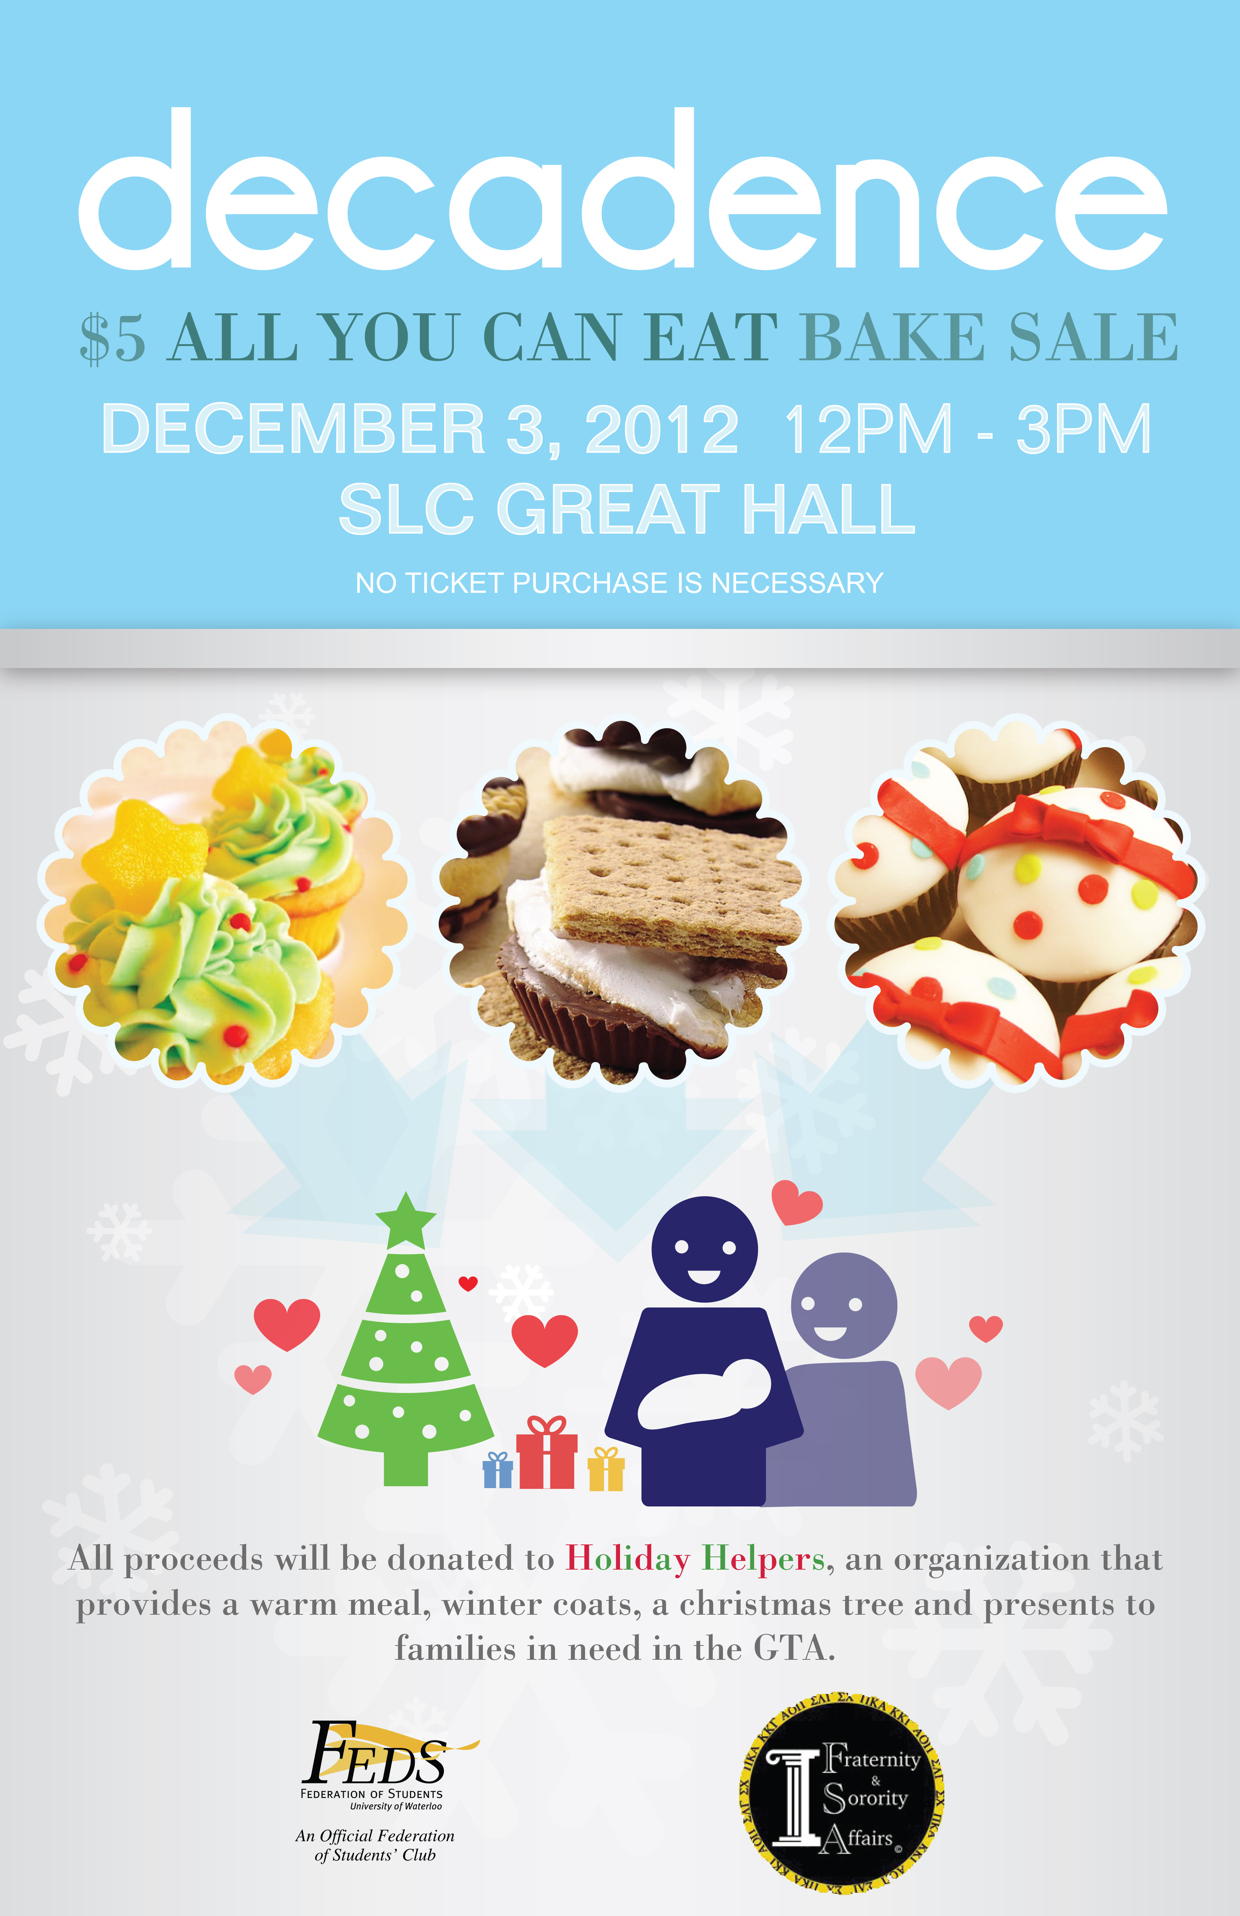 decadence
$5 ALL YOU CAN EAT BAKE SALE
DECEMBER 3, 2012 12PM - 3PM
SLC GREAT HALL
NO TICKET PURCHASE IS NECESSARY
All proceeds will be donated to Holiday Helpers, an organization that
provides a warm meal, winter coats, a christmas tree and presents to
families in need in the GTA.
FEDS
FEDERATION OF STUDENTS
University of Waterloo
An Official Federation
of Students' Club
Fraternity
&
Sorority
Affairs ©